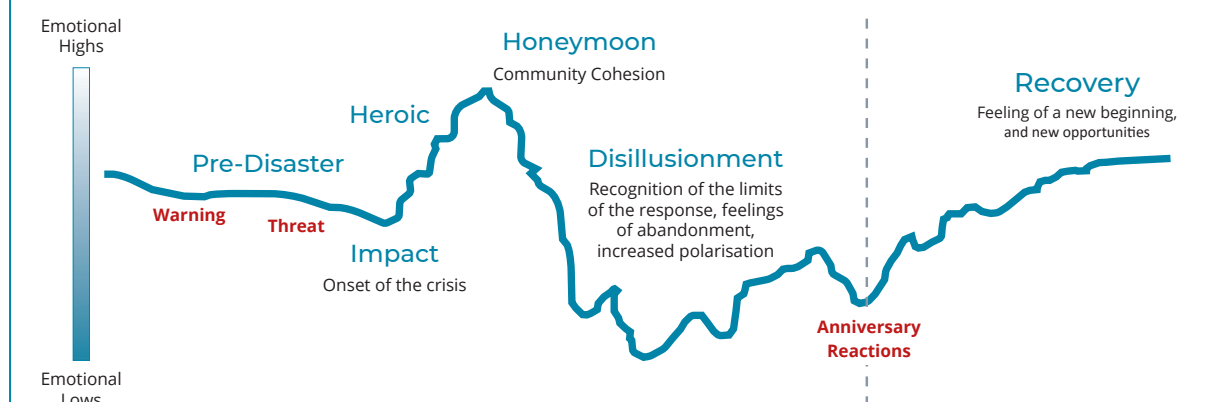 Emotional
Highs
Honeymoon
Community Cohesion
Heroic
Pre-Disaster
Warning
Threat
Impact
Onset of the crisis
Disillusionment
Recognition of the limits
of the response, feelings
of abandonment,
increased polarisation
Anniversary
Reactions
Recovery
Feeling of a new beginning,
and new opportunities
Emotional
Lows